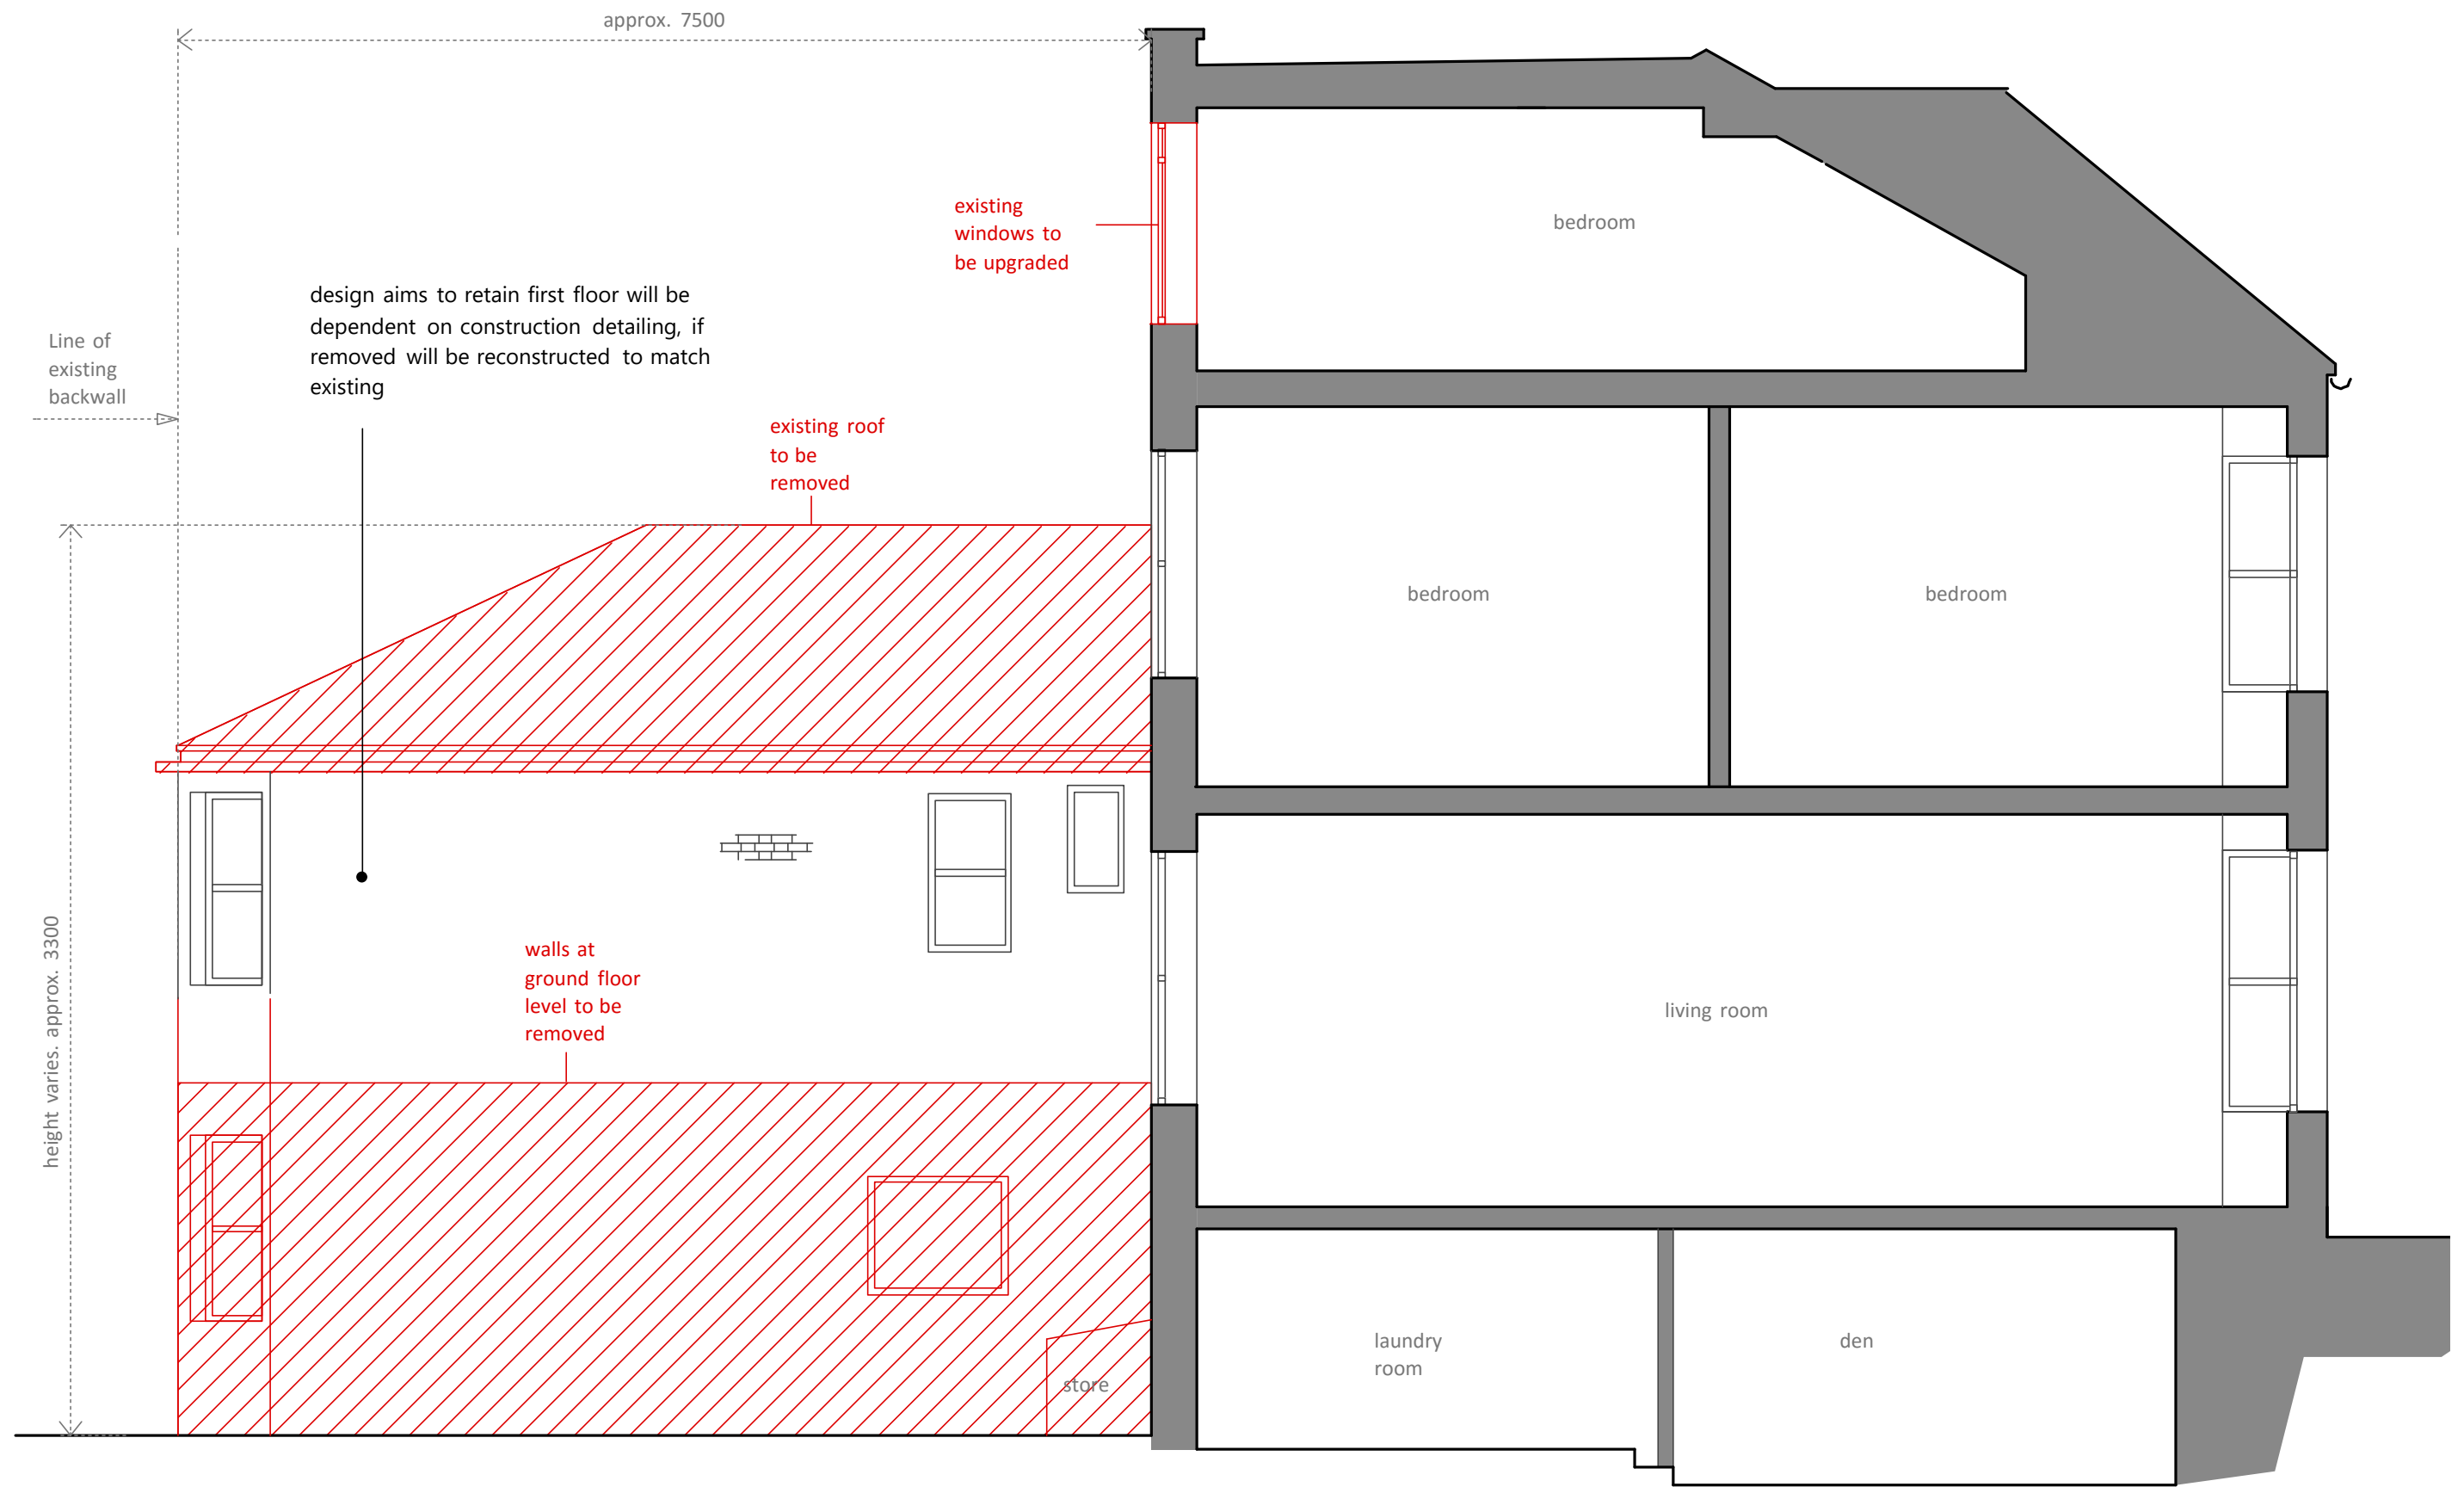 approx. 7500
existing
windows to
be upgraded
bedroom
design aims to retain first floor will be
dependent on construction detailing, if
removed will be reconstructed to match
existing
Line of
existing
backwall
existing roof
to be
removed
bedroom
bedroom
height varies. approx. 3300
walls at
ground floor
level to be
removed
living room
laundry
room
den
store